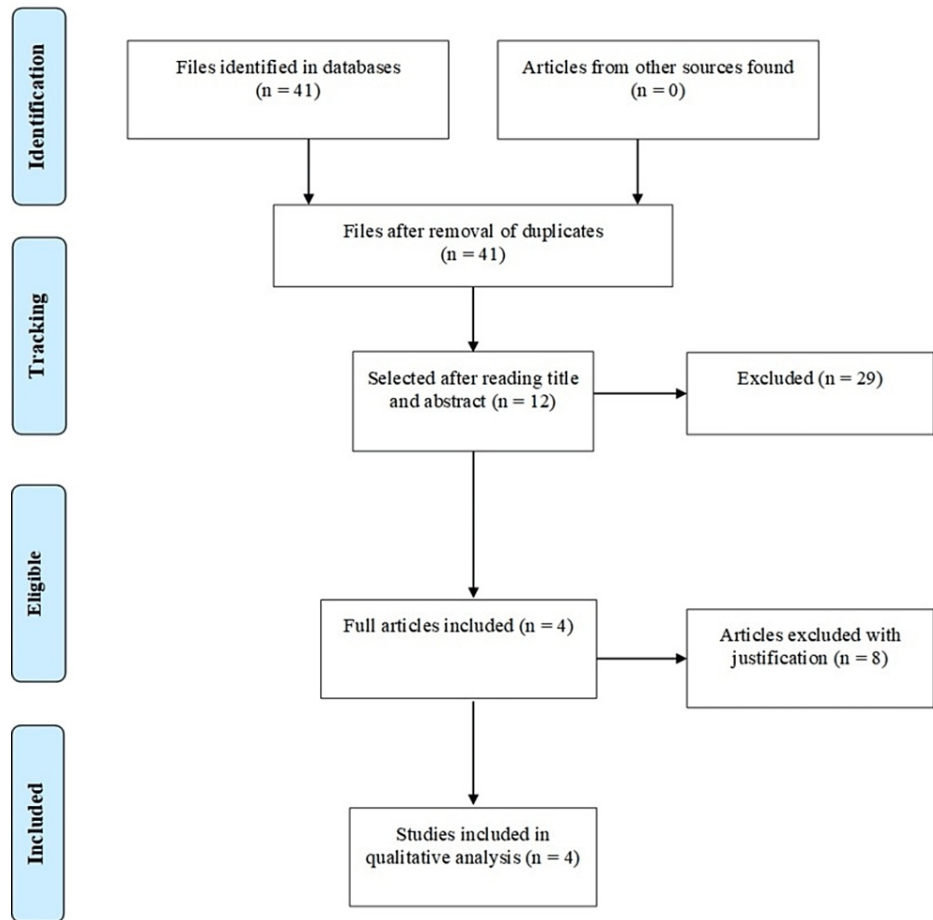 Identification
Files identified in databases
(n = 41)
Articles from other sources found
(n = 0)
Files after removal of duplicates
(n = 41)
Tracking
Selected after reading title
and abstract (n = 12)
Excluded (n = 29)
Eligible
Full articles included (n = 4)
Articles excluded with
justification (n = 8)
Included
Studies included in
qualitative analysis (n = 4)